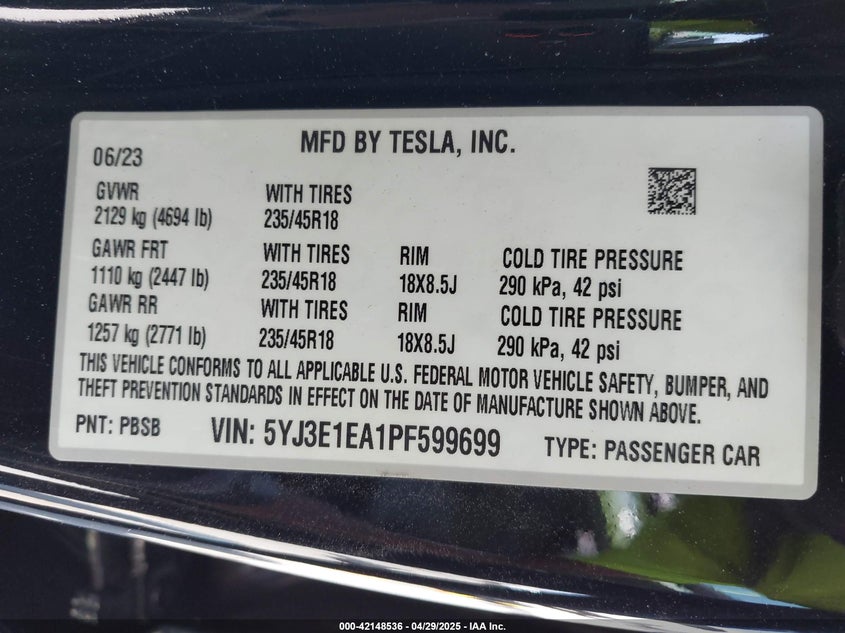 MFD BY TESLA, INC.
06/23
GVWR WITH TIRES
2129 kg (4694 lb) 235/45R18
GAWR FRT WITH TIRES RIM COLD TIRE PRESSURE
1110 kg (2447 lb) 235/45R18 18X8.5J 290 kPa, 42 psi
GAWR RR WITH TIRES RIM COLD TIRE PRESSURE
1257 kg (2771 lb) 235/45R18 18X8.5J 290 kPa, 42 psi
THIS VEHICLE CONFORMS TO ALL APPLICABLE U.S. FEDERAL MOTOR VEHICLE SAFETY, BUMPER, AND
THEFT PREVENTION STANDARDS IN EFFECT ON THE DATE OF MANUFACTURE SHOWN ABOVE.
PNT: PBSB VIN: 5YJ3E1EA1PF599699 TYPE: PASSENGER CAR
000-42148536 - 04/29/2025 - IAA Inc.